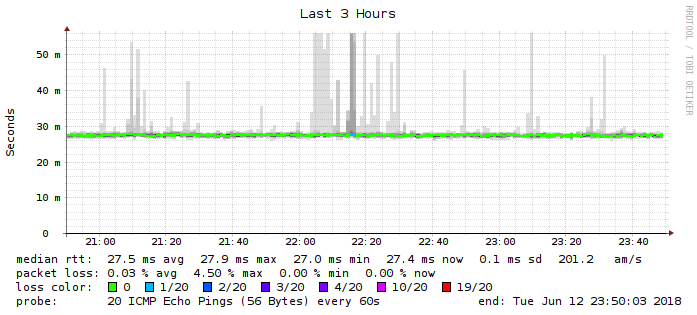 Last 3 Hours
RRDTOOL / TOBI OETIKER
Seconds
50 m
40 m
30 m
20 m
10 m
0
21:00 21:20 21:40 22:00 22:20 22:40 23:00 23:20 23:40
median rtt: 27.5 ms avg 27.9 ms max 27.0 ms min 27.4 ms now 0.1 ms sd 201.2 am/s
packet loss: 0.03 % avg 4.50 % max 0.00 % min 0.00 % now
loss color: 0 1/20 2/20 3/20 4/20 10/20 19/20
probe: 20 ICMP Echo Pings (56 Bytes) every 60s end: Tue Jun 12 23:50:03 2018